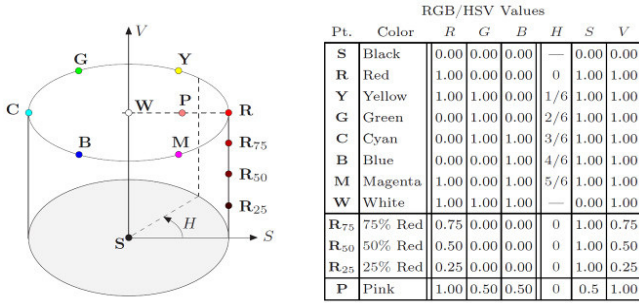 V
G
Y
C
W
P
R
R75
B
M
R50
R25
H
S
S
RGB/HSV Values
Pt. Color R G B H S V
S Black 0.00 0.00 0.00 — 0.00 0.00
R Red 1.00 0.00 0.00 0 1.00 1.00
Y Yellow 1.00 1.00 0.00 1/6 1.00 1.00
G Green 0.00 1.00 0.00 2/6 1.00 1.00
C Cyan 0.00 1.00 1.00 3/6 1.00 1.00
B Blue 0.00 0.00 1.00 4/6 1.00 1.00
M Magenta 1.00 0.00 1.00 5/6 1.00 1.00
W White 1.00 1.00 1.00 — 0.00 1.00
R75 75% Red 0.75 0.00 0.00 0 1.00 0.75
R50 50% Red 0.50 0.00 0.00 0 1.00 0.50
R25 25% Red 0.25 0.00 0.00 0 1.00 0.25
P Pink 1.00 0.50 0.50 0 0.5 1.00